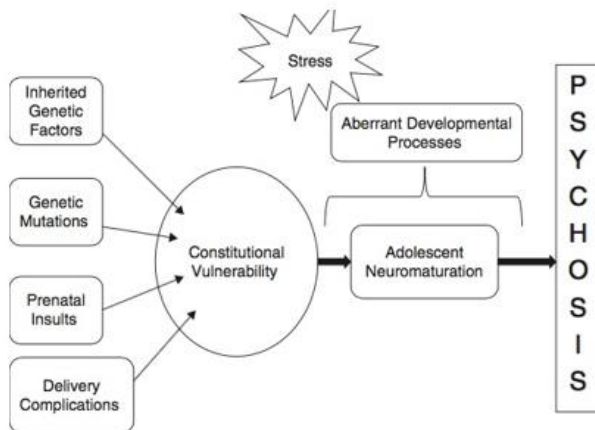 Stress
Inherited
Genetic
Factors
Aberrant Developmental
Processes
Genetic
Mutations
Constitutional
Vulnerability
Adolescent
Neuromaturation
Prenatal
Insults
Delivery
Complications
P
S
Y
C
H
O
S
I
S